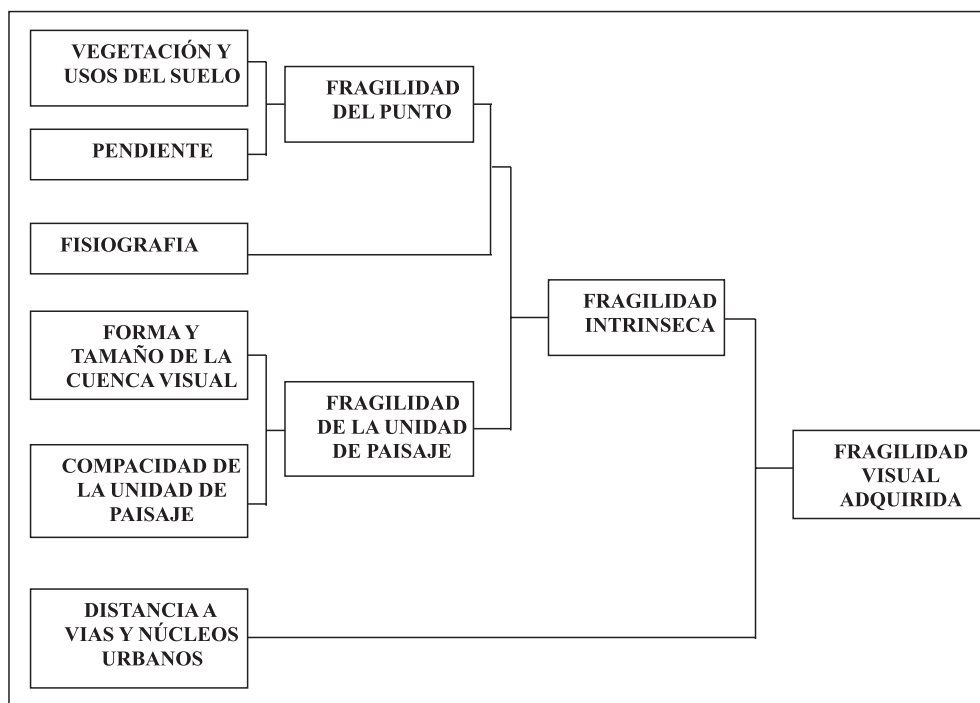 VEGETACIÓN Y
USOS DEL SUELO
PENDIENTE
FISIOGRAFIA
FORMA Y
TAMAÑO DE LA
CUENCA VISUAL
COMPACIDAD DE
LA UNIDAD DE
PAISAJE
DISTANCIA A
VIAS Y NÚCLEOS
URBANOS
FRAGILIDAD
DEL PUNTO
FRAGILIDAD
DE LA UNIDAD
DE PAISAJE
FRAGILIDAD
INTRINSECA
FRAGILIDAD
VISUAL
ADQUIRIDA